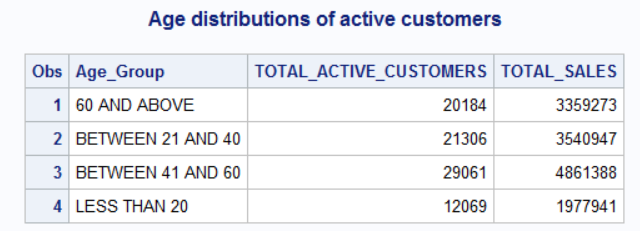 Age distributions of active customers
Obs Age_Group TOTAL_ACTIVE_CUSTOMERS TOTAL_SALES
1 60 AND ABOVE 20184 3359273
2 BETWEEN 21 AND 40 21306 3540947
3 BETWEEN 41 AND 60 29061 4861388
4 LESS THAN 20 12069 1977941